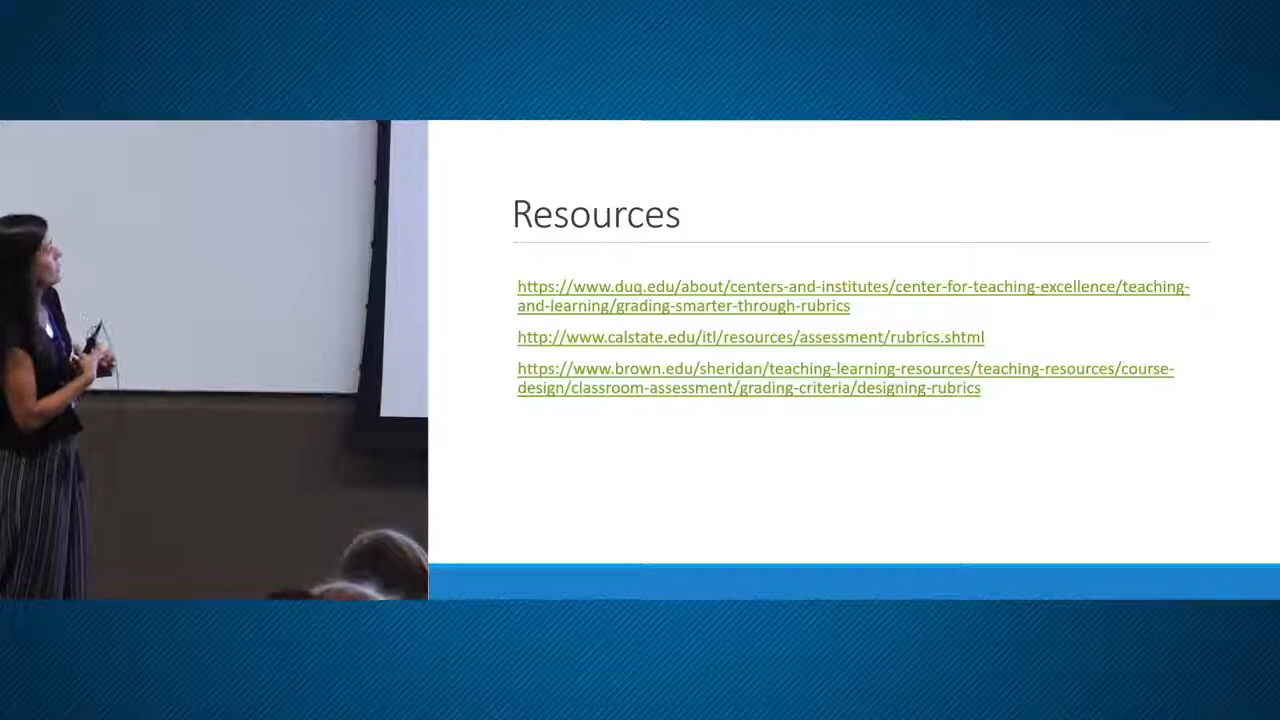 Resources
https://www.duq.edu/about/centers-and-institutes/center-for-teaching-excellence/teaching-
and-learning/grading-smarter-through-rubrics
http://www.calstate.edu/itl/resources/assessment/rubrics.shtml
https://www.brown.edu/sheridan/teaching-learning-resources/teaching-resources/course-
design/classroom-assessment/grading-criteria/designing-rubrics